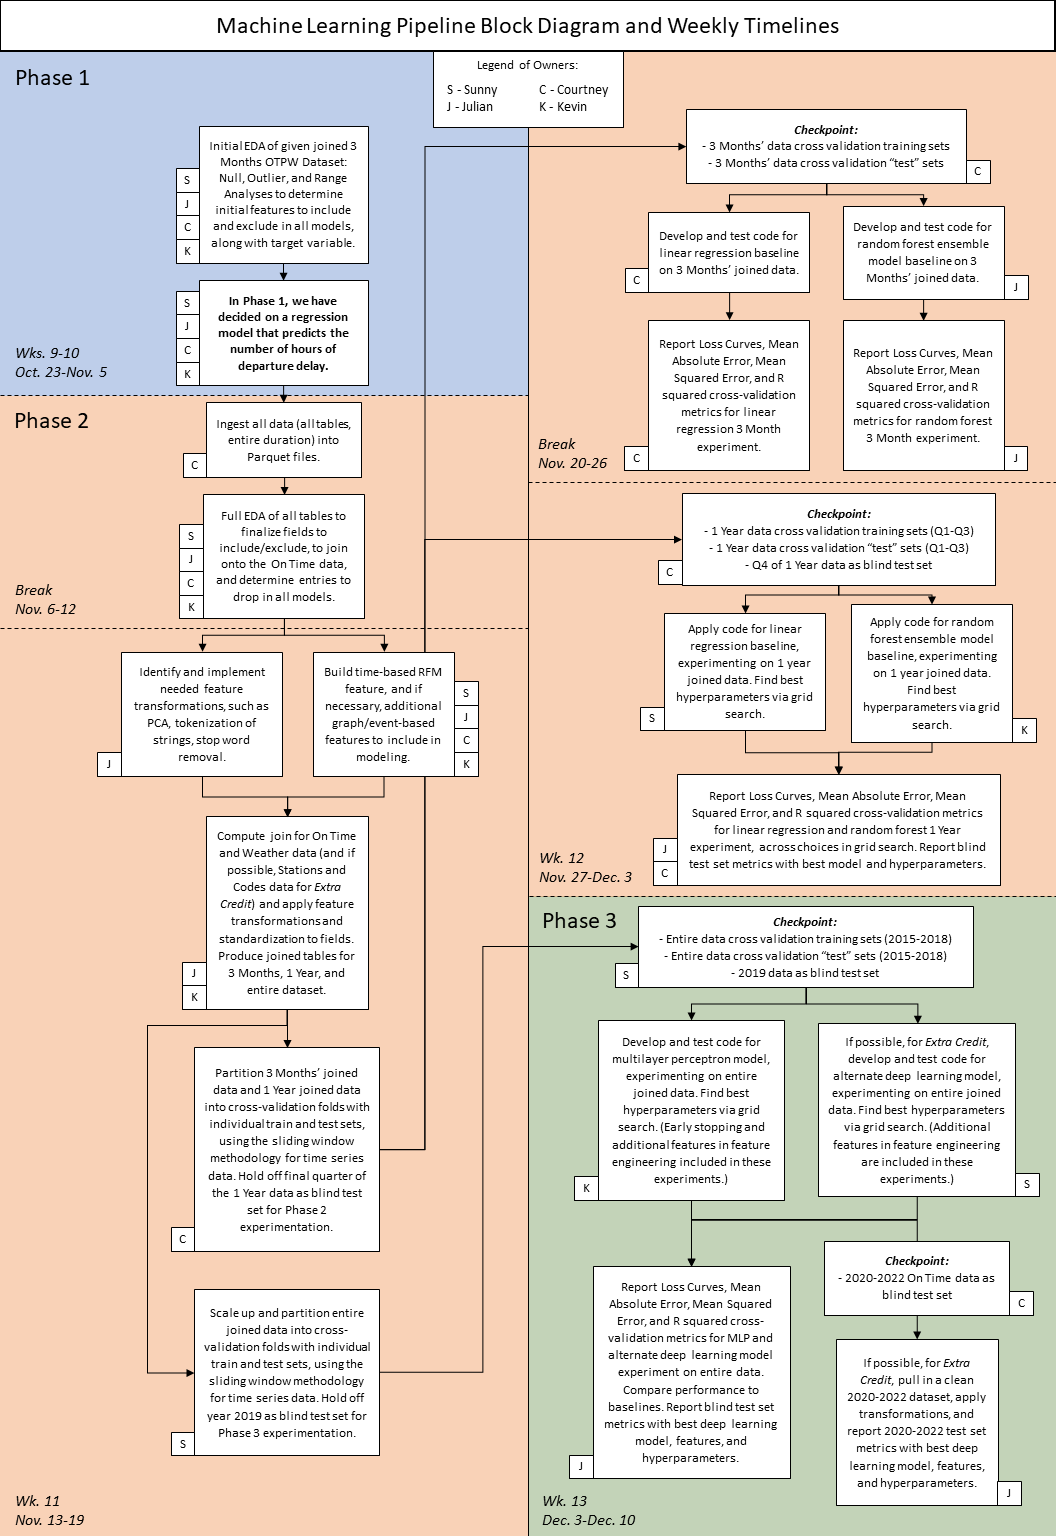 Machine Learning Pipeline Block Diagram and Weekly Timelines
Legend of Owners:
S - Sunny
C - Courtney
J - Julian
K - Kevin
Phase 1
Initial EDA of given joined 3
Months OTPW Dataset:
Null, Outlier, and Range
Analyses to determine
initial features to include
and exclude in all models,
along with target variable.
S
J
C
K
In Phase 1, we have
decided on a regression
model that predicts the
number of hours of
departure delay.
S
J
C
K
Wks. 9-10
Oct. 23-Nov. 5
Phase 2
Ingest all data (all tables,
entire duration) into
Parquet files.
C
Full EDA of all tables to
finalize fields to
include/exclude, to join
onto the On Time data,
and determine entries to
drop in all models.
S
J
C
K
Break
Nov. 6-12
Identify and implement
needed feature
transformations, such as
PCA, tokenization of
strings, stop word
removal.
J
Build time-based RFM
feature, and if
necessary, additional
graph/event-based
features to include in
modeling.
S
J
C
K
Compute join for On Time
and Weather data (and if
possible, Stations and
Codes data for Extra
Credit) and apply feature
transformations and
standardization to fields.
Produce joined tables for
3 Months, 1 Year, and
entire dataset.
J
K
Partition 3 Months’ joined
data and 1 Year joined data
into cross-validation folds with
individual train and test sets,
using the sliding window
methodology for time series
data. Hold off final quarter of
the 1 Year data as blind test
set for Phase 2
experimentation.
C
Scale up and partition entire
joined data into cross-
validation folds with individual
train and test sets, using the
sliding window methodology
for time series data. Hold off
year 2019 as blind test set for
Phase 3 experimentation.
S
Wk. 11
Nov. 13-19
Checkpoint:
- 3 Months’ data cross validation training sets
- 3 Months’ data cross validation “test” sets
C
Develop and test code for
linear regression baseline
on 3 Months’ joined data.
C
Develop and test code for
random forest ensemble
model baseline on 3
Months’ joined data.
J
Report Loss Curves, Mean
Absolute Error, Mean
Squared Error, and R
squared cross-validation
metrics for linear
regression 3 Month
experiment.
C
Report Loss Curves, Mean
Absolute Error, Mean
Squared Error, and R
squared cross-validation
metrics for random forest
3 Month experiment.
J
Break
Nov. 20-26
Checkpoint:
- 1 Year data cross validation training sets (Q1-Q3)
- 1 Year data cross validation “test” sets (Q1-Q3)
- Q4 of 1 Year data as blind test set
C
Apply code for linear
regression baseline,
experimenting on 1 year
joined data. Find best
hyperparameters via grid
search.
S
Apply code for random
forest ensemble model
baseline, experimenting
on 1 year joined data.
Find best
hyperparameters via grid
search.
K
Report Loss Curves, Mean Absolute Error, Mean
Squared Error, and R squared cross-validation metrics
for linear regression and random forest 1 Year
experiment, across choices in grid search. Report blind
test set metrics with best model and hyperparameters.
J
C
Wk. 12
Nov. 27-Dec. 3
Phase 3
Checkpoint:
- Entire data cross validation training sets (2015-2018)
- Entire data cross validation “test” sets (2015-2018)
- 2019 data as blind test set
S
Develop and test code for
multilayer perceptron model,
experimenting on entire
joined data. Find best
hyperparameters via grid
search. (Early stopping and
additional features in feature
engineering included in these
experiments.)
K
If possible, for Extra Credit,
develop and test code for
alternate deep learning model,
experimenting on entire joined
data. Find best hyperparameters
via grid search. (Additional
features in feature engineering
are included in these
experiments.)
S
Report Loss Curves, Mean
Absolute Error, Mean Squared
Error, and R squared cross-
validation metrics for MLP and
alternate deep learning model
experiment on entire data.
Compare performance to
baselines. Report blind test set
metrics with best deep learning
model, features, and
hyperparameters.
J
Checkpoint:
- 2020-2022 On Time data as
blind test set
C
If possible, for Extra
Credit, pull in a clean
2020-2022 dataset, apply
transformations, and
report 2020-2022 test set
metrics with best deep
learning model, features,
and hyperparameters.
J
Wk. 13
Dec. 3-Dec. 10